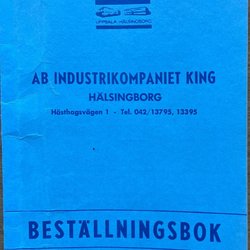 UPPSALA HÄLSINGBORG
AB INDUSTRIKOMPANIET KING
HÄLSINGBORG
Hästhagsvägen 1 - Tel. 042/13795, 13395
BESTÄLLNINGSBOK